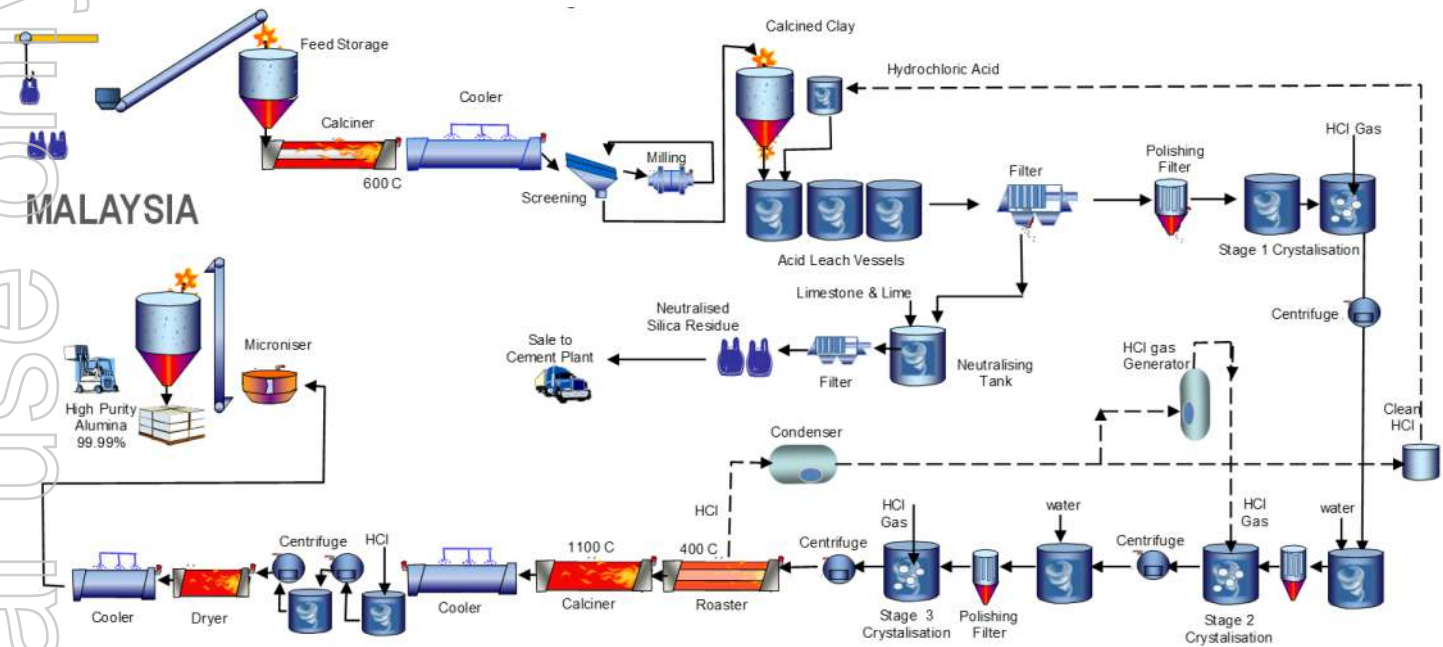 Feed Storage
Calciner
600 C
Cooler
Screening
Milling
Calcined Clay
Hydrochloric Acid
Acid Leach Vessels
Filter
Polishing
Filter
HCl Gas
Stage 1 Crystalisation
MALAYSIA
Centrifuge
Limestone & Lime
Neutralising
Tank
Filter
Neutralised
Silica Residue
Sale to
Cement Plant
HCl gas
Generator
Clean
HCl
Microniser
High Purity
Alumina
99.99%
Condenser
HCl
water
HCl
Gas
Stage 2
Crystalisation
Centrifuge
water
Polishing
Filter
HCl
Gas
Stage 3
Crystalisation
Centrifuge
400 C
Roaster
1100 C
Calciner
Cooler
HCl
Centrifuge
Dryer
Cooler